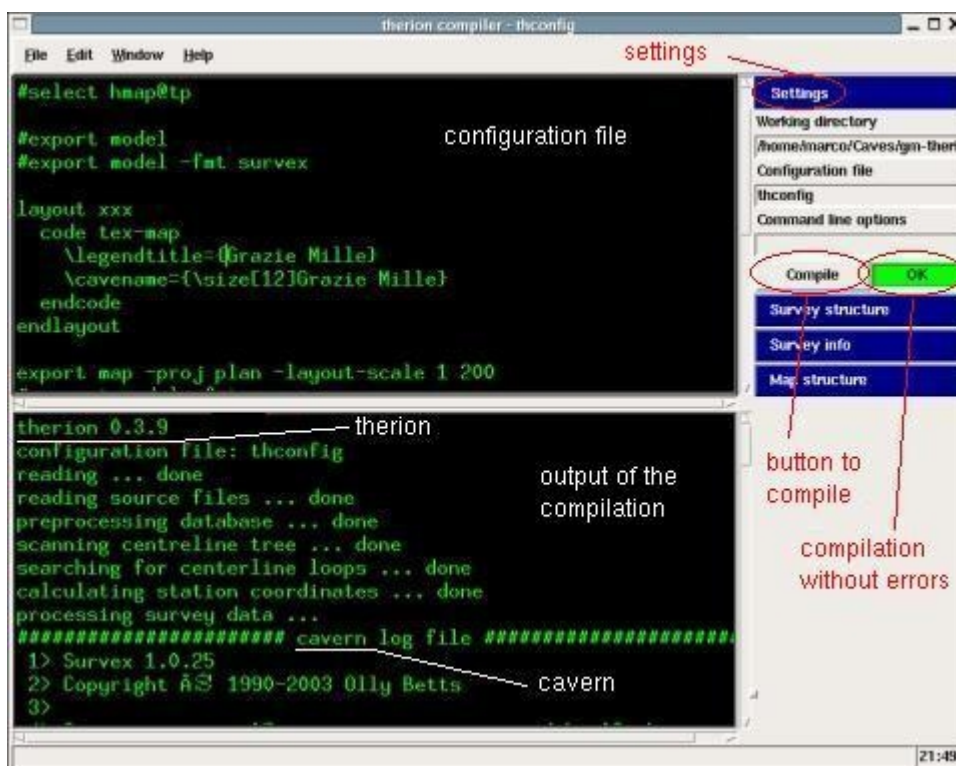 therion compiler - thconfig
File Edit Window Help
settings
#select hmap@tp
#export model
#export model -fmt survex
layout xxx
code tex-map
\legendtitle={Grazie Mille}
\cavename={\size[12]Grazie Mille}
endcode
endlayout
export map -proj plan -layout-scale 1 200
configuration file
Settings
Working directory
/home/marco/Caves/gm-theri
Configuration file
thconfig
Command line options
Compile OK
Survey structure
Survey info
Map structure
therion 0.3.9
configuration file: thconfig
reading ... done
reading source files ... done
preprocessing database ... done
scanning centreline tree ... done
searching for centerline loops ... done
calculating station coordinates ... done
processing survey data ...
######################## cavern log file ########################
1> Survex 1.0.25
2> Copyright 1990-2003 Olly Betts
3>
therion
output of the
compilation
cavern
button to
compile
compilation
without errors
21:49